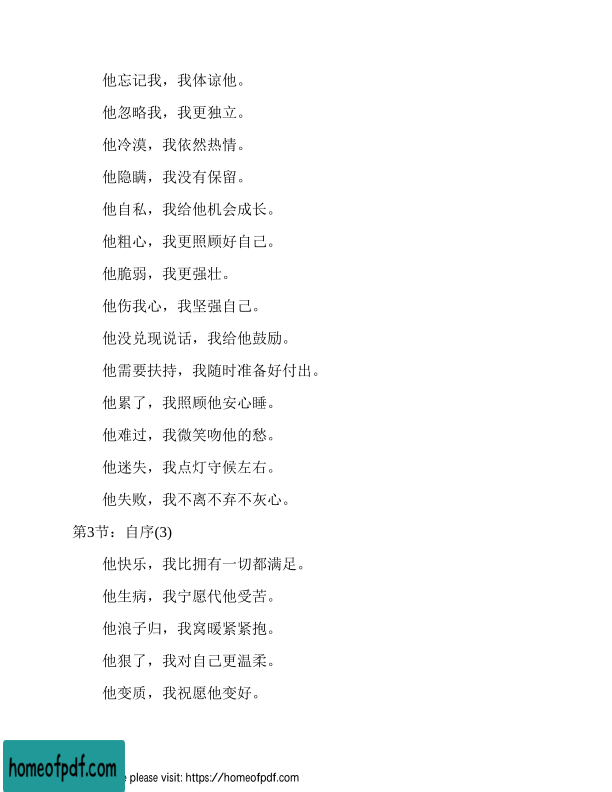 他忘记我，我体谅他。
他忽略我，我更独立。
他冷漠，我依然热情。
他隐瞒，我没有保留。
他自私，我给他机会成长。
他粗心，我更照顾好自己。
他脆弱，我更强壮。
他伤我心，我坚强自己。
他没兑现说话，我给他鼓励。
他需要扶持，我随时准备好付出。
他累了，我照顾他安心睡。
他难过，我微笑吻他的愁。
他迷失，我点灯守候左右。
他失败，我不离不弃不灰心。
第3节：自序(3)
他快乐，我比拥有一切都满足。
他生病，我宁愿代他受苦。
他浪子归，我窝暖紧紧抱。
他狠了，我对自己更温柔。
他变质，我祝愿他变好。
homeofpdf.com
e please visit: https://homeofpdf.com